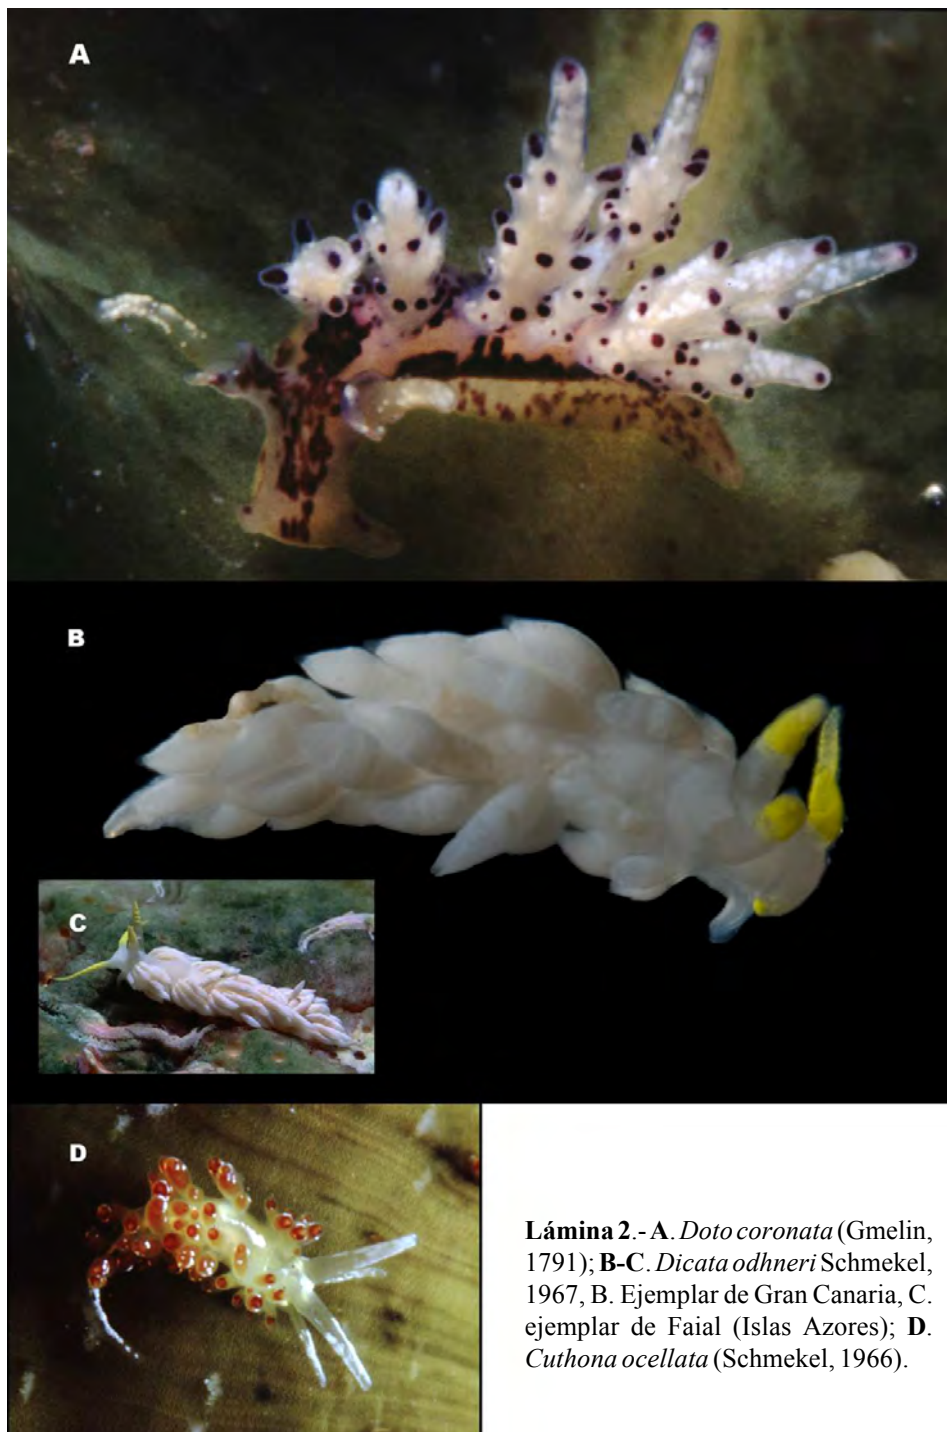 A
B
C
D
Lámina 2.- A. Doto coronata (Gmelin,
1791); B-C. Dicata odhneri Schmekel,
1967, B. Ejemplar de Gran Canaria, C.
ejemplar de Faial (Islas Azores); D.
Cuthona ocellata (Schmekel, 1966).